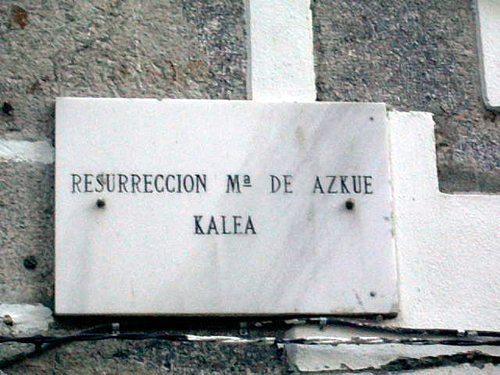 RESURRECCION Mª DE AZKUE
KALEA